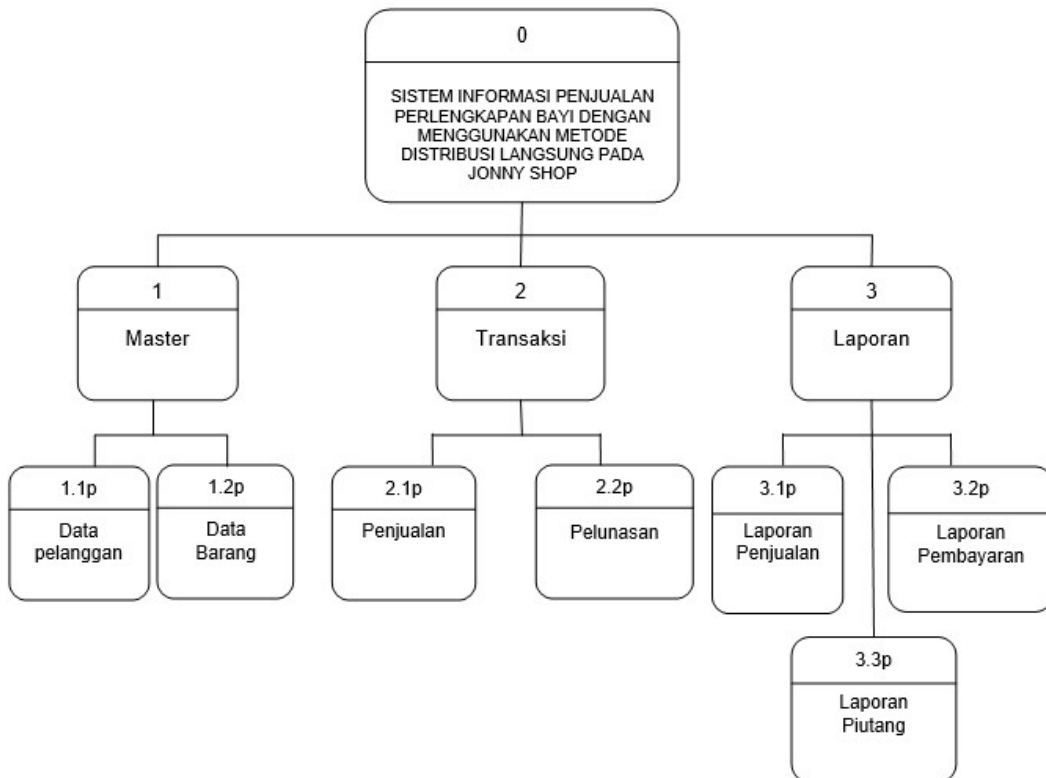 0
SISTEM INFORMASI PENJUALAN
PERLENGKAPAN BAYI DENGAN
MENGGUNAKAN METODE
DISTRIBUSI LANGSUNG PADA
JONNY SHOP
1
Master
2
Transaksi
3
Laporan
1.1p
Data
pelanggan
1.2p
Data
Barang
2.1p
Penjualan
2.2p
Pelunasan
3.1p
Laporan
Penjualan
3.2p
Laporan
Pembayaran
3.3p
Laporan
Piutang